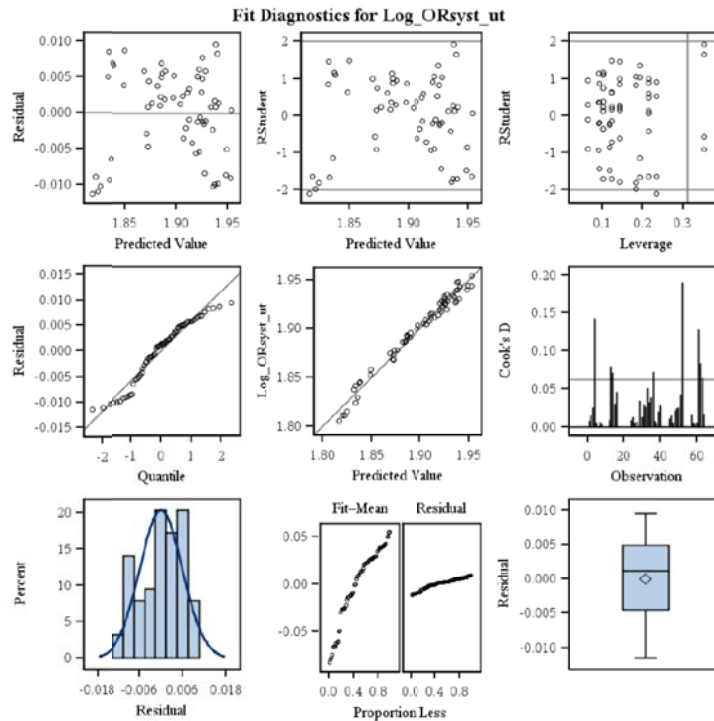 Fit Diagnostics for Log_ORsyst_ut
0.010
0.005
0.000
-0.005
-0.010
Residual
1.85 1.90 1.95
Predicted Value
2
1
0
-1
-2
RStudent
1.85 1.90 1.95
Predicted Value
2
1
0
-1
-2
RStudent
0.1 0.2 0.3
Leverage
0.015
0.010
0.005
0.000
-0.005
-0.010
-0.015
Residual
-2 -1 0 1 2
Quantile
1.95
1.90
1.85
1.80
Log_ORsyst_ut
1.80 1.85 1.90 1.95
Predicted Value
0.20
0.15
0.10
0.05
0.00
Cook's D
0 20 40 60
Observation
20
15
10
5
0
Percent
-0.018 -0.006 0.006 0.018
Residual
Fit–Mean Residual
0.05
0.00
-0.05
0.0 0.4 0.8 0.0 0.4 0.8
Proportion Less
0.010
0.005
0.000
-0.005
-0.010
Residual